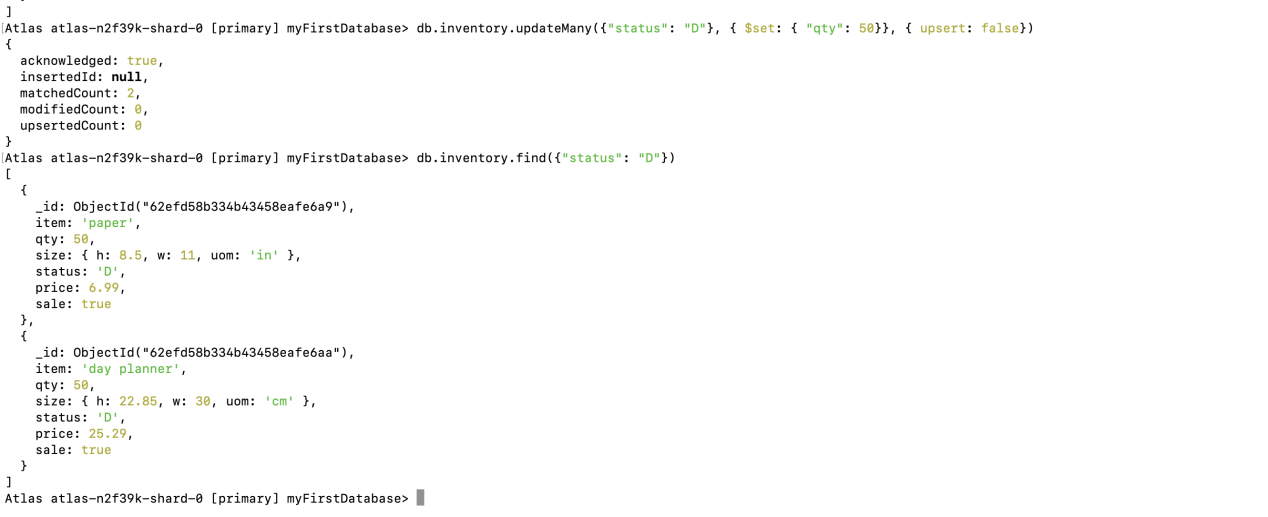 ]
Atlas atlas-n2f39k-shard-0 [primary] myFirstDatabase> db.inventory.updateMany({"status": "D"}, { $set: { "qty": 50}}, { upsert: false})
{
  acknowledged: true,
  insertedId: null,
  matchedCount: 2,
  modifiedCount: 0,
  upsertedCount: 0
}
Atlas atlas-n2f39k-shard-0 [primary] myFirstDatabase> db.inventory.find({"status": "D"})
[
  {
    _id: ObjectId("62efd58b334b43458eafe6a9"),
    item: 'paper',
    qty: 50,
    size: { h: 8.5, w: 11, uom: 'in' },
    status: 'D',
    price: 6.99,
    sale: true
  },
  {
    _id: ObjectId("62efd58b334b43458eafe6aa"),
    item: 'day planner',
    qty: 50,
    size: { h: 22.85, w: 30, uom: 'cm' },
    status: 'D',
    price: 25.29,
    sale: true
  }
]
Atlas atlas-n2f39k-shard-0 [primary] myFirstDatabase>